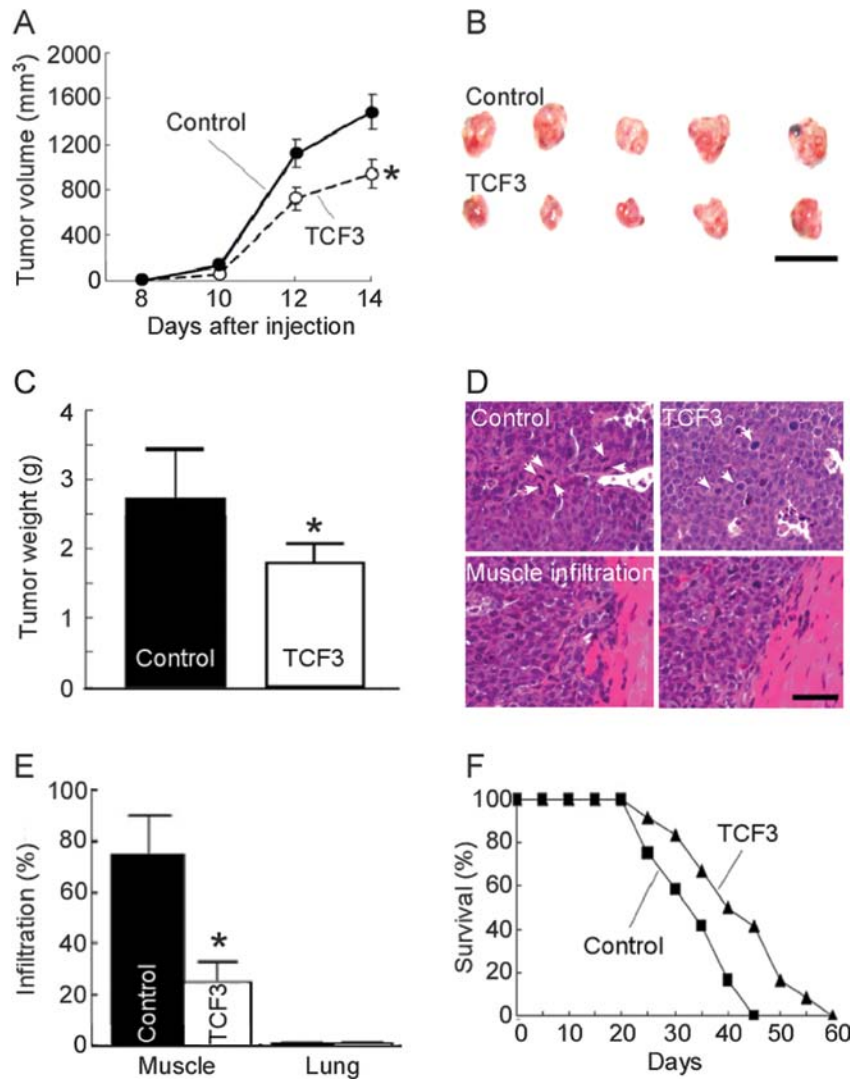 A
Tumor volume (mm³)
2000
1600
1200
800
400
0
8 10 12 14
Days after injection
Control
TCF3
*
B
Control
TCF3
C
Tumor weight (g)
4
3
2
1
0
Control
TCF3
*
D
Control
TCF3
Muscle infiltration
E
Infiltration (%)
100
80
60
40
20
0
Control
TCF3
*
Muscle Lung
F
Survival (%)
100
80
60
40
20
0
0 10 20 30 40 50 60
Days
TCF3
Control